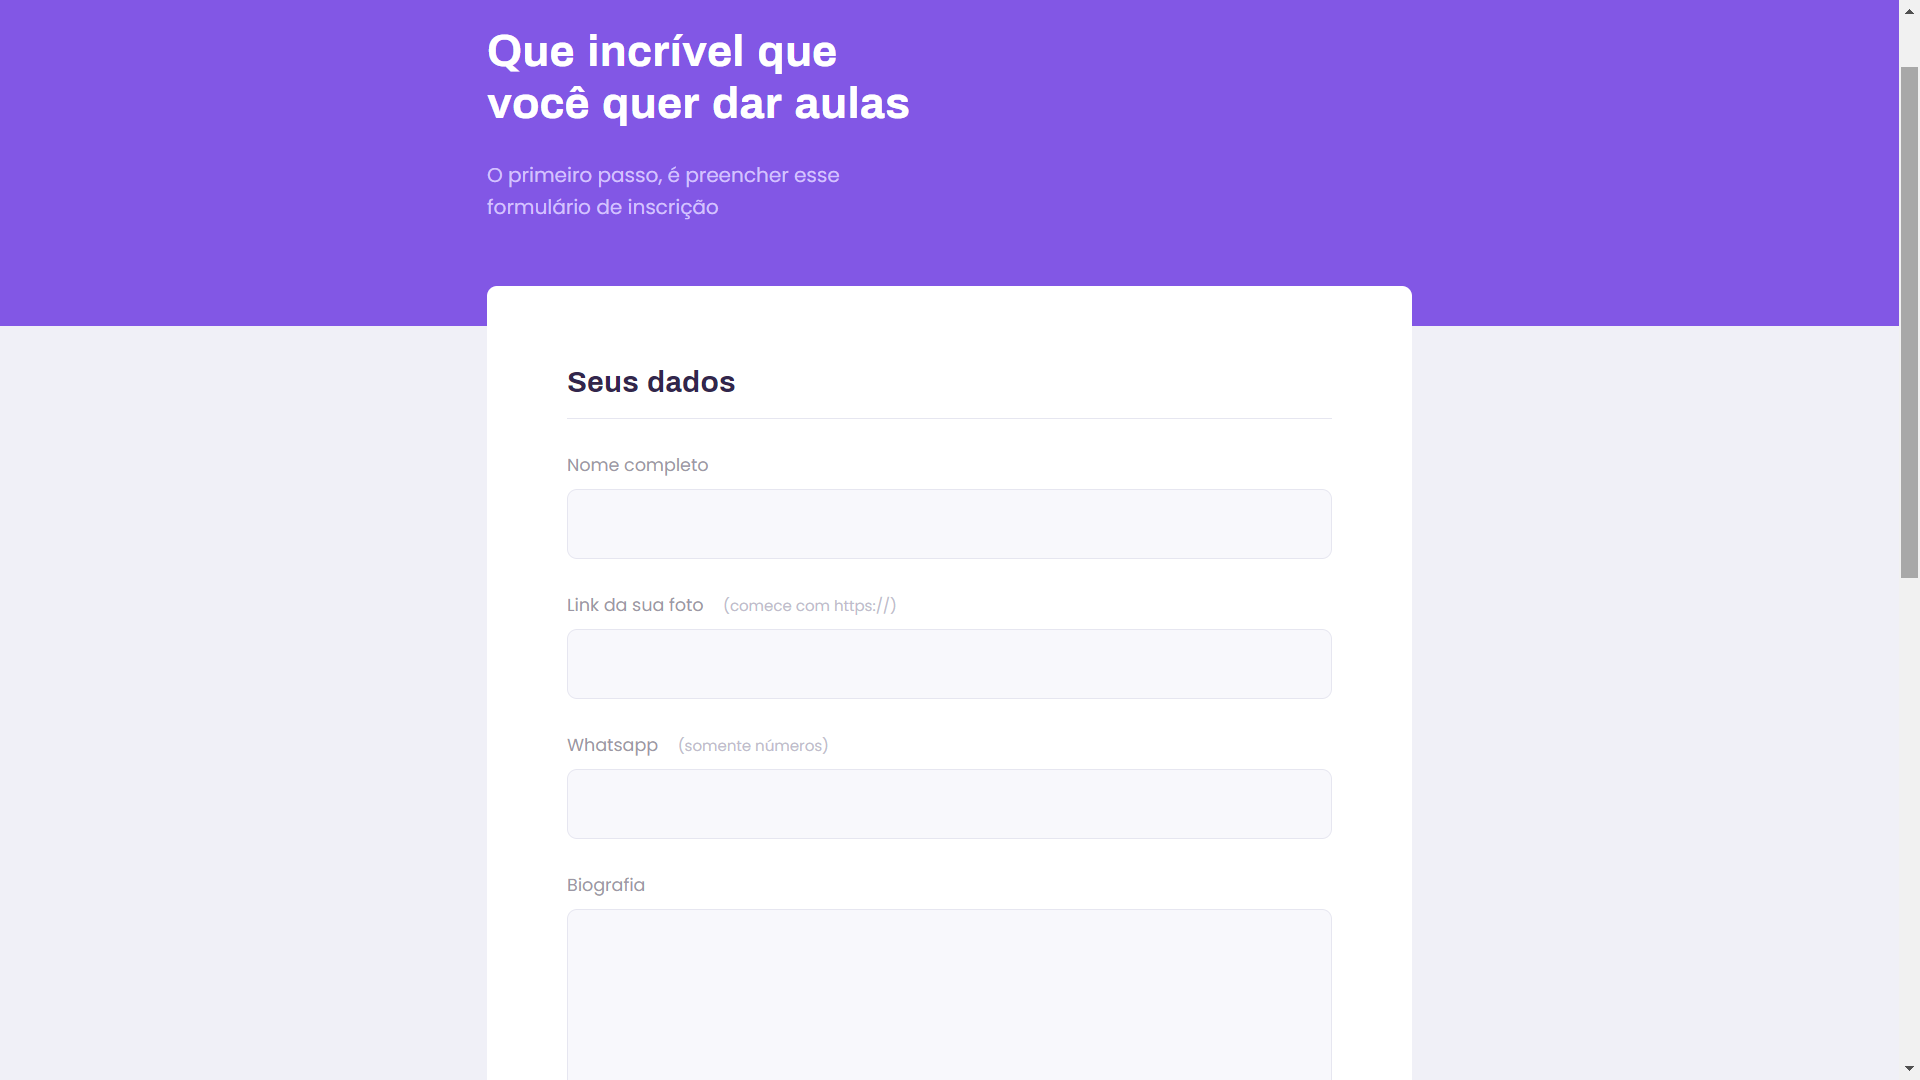 Que incrível que
você quer dar aulas
O primeiro passo, é preencher esse
formulário de inscrição
Seus dados
Nome completo
Link da sua foto (comece com https://)
Whatsapp (somente números)
Biografia